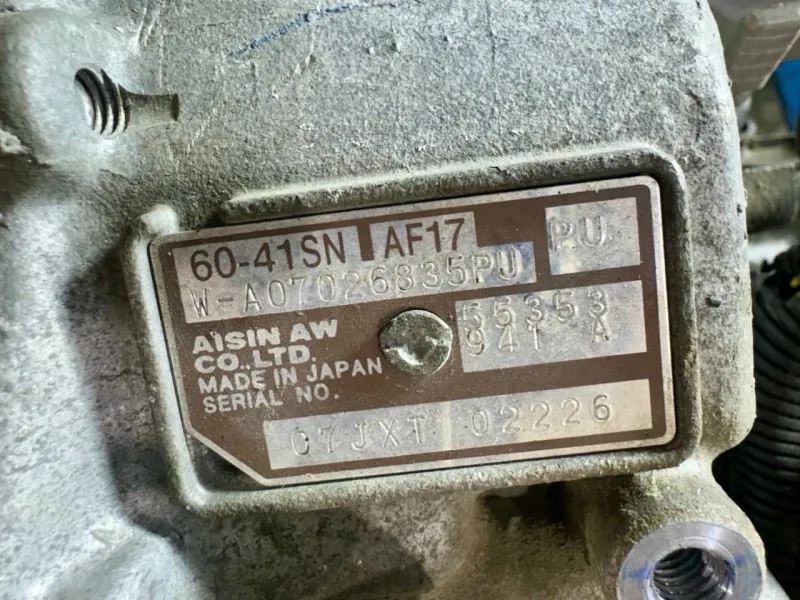 60-41SN AF17 PU
W-A07026835PU
55353
941 A
AISIN AW
CO.,LTD.
MADE IN JAPAN
SERIAL NO.
C7JXT 02226